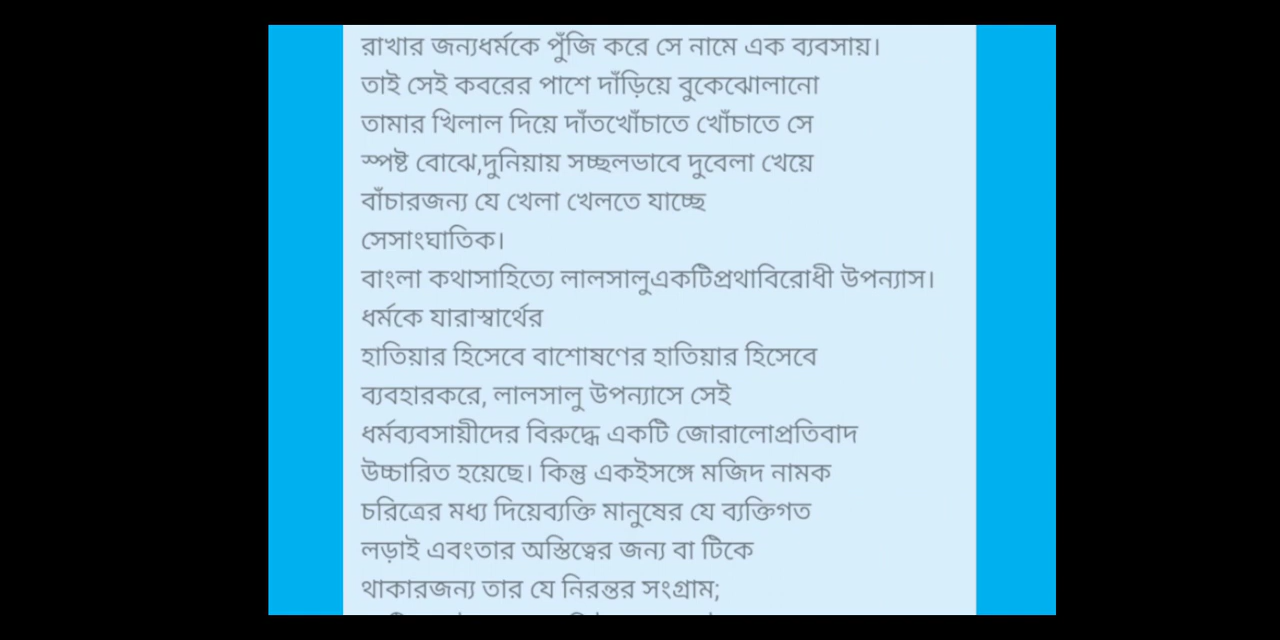 রাখার জন্যধর্মকে পুঁজি করে সে নামে এক ব্যবসায়।
তাই সেই কবরের পাশে দাঁড়িয়ে বুকেঝোলানো
তামার খিলাল দিয়ে দাঁতখোঁচাতে খোঁচাতে সে
স্পষ্ট বোঝে,দুনিয়ায় সচ্ছলভাবে দুবেলা খেয়ে
বাঁচারজন্য যে খেলা খেলতে যাচ্ছে
সেসাংঘাতিক।
বাংলা কথাসাহিত্যে লালসালুএকটিপ্রথাবিরোধী উপন্যাস।
ধর্মকে যারাস্বার্থের
হাতিয়ার হিসেবে বাশোষণের হাতিয়ার হিসেবে
ব্যবহারকরে, লালসালু উপন্যাসে সেই
ধর্মব্যবসায়ীদের বিরুদ্ধে একটি জোরালোপ্রতিবাদ
উচ্চারিত হয়েছে। কিন্তু একইসঙ্গে মজিদ নামক
চরিত্রের মধ্য দিয়েব্যক্তি মানুষের যে ব্যক্তিগত
লড়াই এবংতার অস্তিত্বের জন্য বা টিকে
থাকারজন্য তার যে নিরন্তর সংগ্রাম;